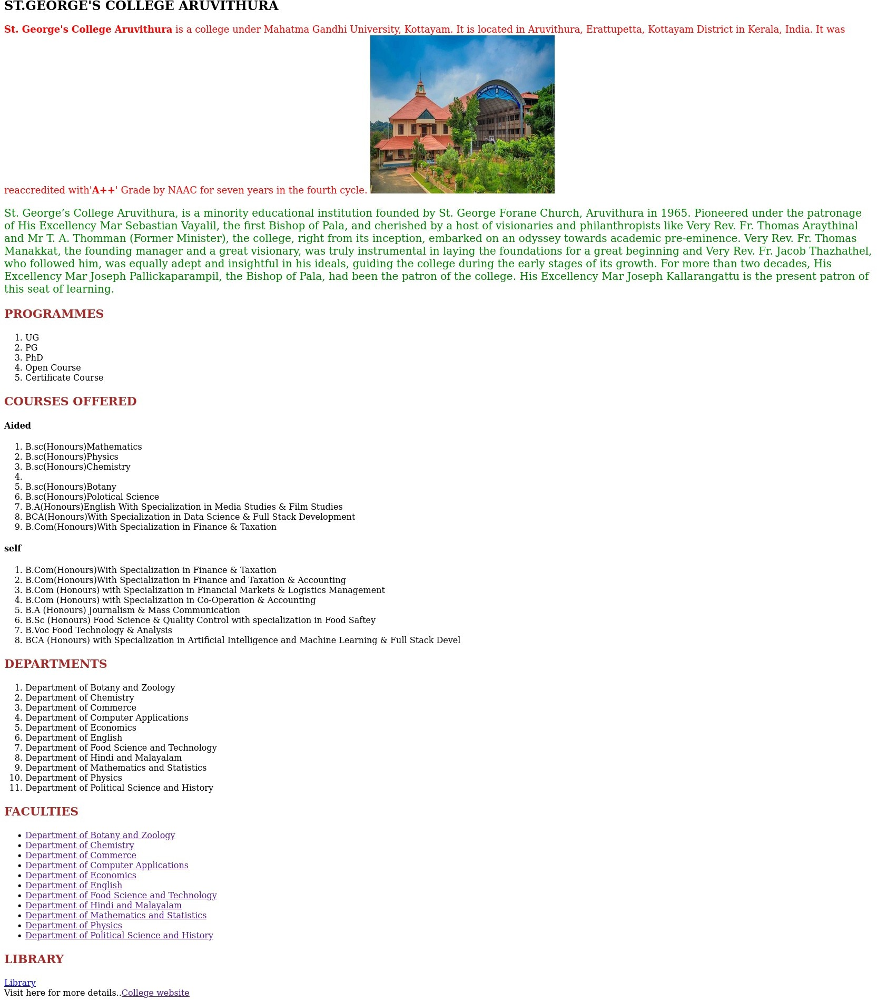 ST.GEORGE'S COLLEGE ARUVITHURA
St. George's College Aruvithura is a college under Mahatma Gandhi University, Kottayam. It is located in Aruvithura, Erattupetta, Kottayam District in Kerala, India. It was
reaccredited with'A++' Grade by NAAC for seven years in the fourth cycle.
St. George’s College Aruvithura, is a minority educational institution founded by St. George Forane Church, Aruvithura in 1965. Pioneered under the patronage
of His Excellency Mar Sebastian Vayalil, the first Bishop of Pala, and cherished by a host of visionaries and philanthropists like Very Rev. Fr. Thomas Araythinal
and Mr T. A. Thomman (Former Minister), the college, right from its inception, embarked on an odyssey towards academic pre-eminence. Very Rev. Fr. Thomas
Manakkat, the founding manager and a great visionary, was truly instrumental in laying the foundations for a great beginning and Very Rev. Fr. Jacob Thazhathel,
who followed him, was equally adept and insightful in his ideals, guiding the college during the early stages of its growth. For more than two decades, His
Excellency Mar Joseph Pallickaparampil, the Bishop of Pala, had been the patron of the college. His Excellency Mar Joseph Kallarangattu is the present patron of
this seat of learning.
PROGRAMMES
1. UG
2. PG
3. PhD
4. Open Course
5. Certificate Course
COURSES OFFERED
Aided
1. B.sc(Honours)Mathematics
2. B.sc(Honours)Physics
3. B.sc(Honours)Chemistry
4.
5. B.sc(Honours)Botany
6. B.sc(Honours)Polotical Science
7. B.A(Honours)English With Specialization in Media Studies & Film Studies
8. BCA(Honours)With Specialization in Data Science & Full Stack Development
9. B.Com(Honours)With Specialization in Finance & Taxation
self
1. B.Com(Honours)With Specialization in Finance & Taxation
2. B.Com(Honours)With Specialization in Finance and Taxation & Accounting
3. B.Com (Honours) with Specialization in Financial Markets & Logistics Management
4. B.Com (Honours) with Specialization in Co-Operation & Accounting
5. B.A (Honours) Journalism & Mass Communication
6. B.Sc (Honours) Food Science & Quality Control with specialization in Food Saftey
7. B.Voc Food Technology & Analysis
8. BCA (Honours) with Specialization in Artificial Intelligence and Machine Learning & Full Stack Devel
DEPARTMENTS
1. Department of Botany and Zoology
2. Department of Chemistry
3. Department of Commerce
4. Department of Computer Applications
5. Department of Economics
6. Department of English
7. Department of Food Science and Technology
8. Department of Hindi and Malayalam
9. Department of Mathematics and Statistics
10. Department of Physics
11. Department of Political Science and History
FACULTIES
• Department of Botany and Zoology
• Department of Chemistry
• Department of Commerce
• Department of Computer Applications
• Department of Economics
• Department of English
• Department of Food Science and Technology
• Department of Hindi and Malayalam
• Department of Mathematics and Statistics
• Department of Physics
• Department of Political Science and History
LIBRARY
Library
Visit here for more details..College website